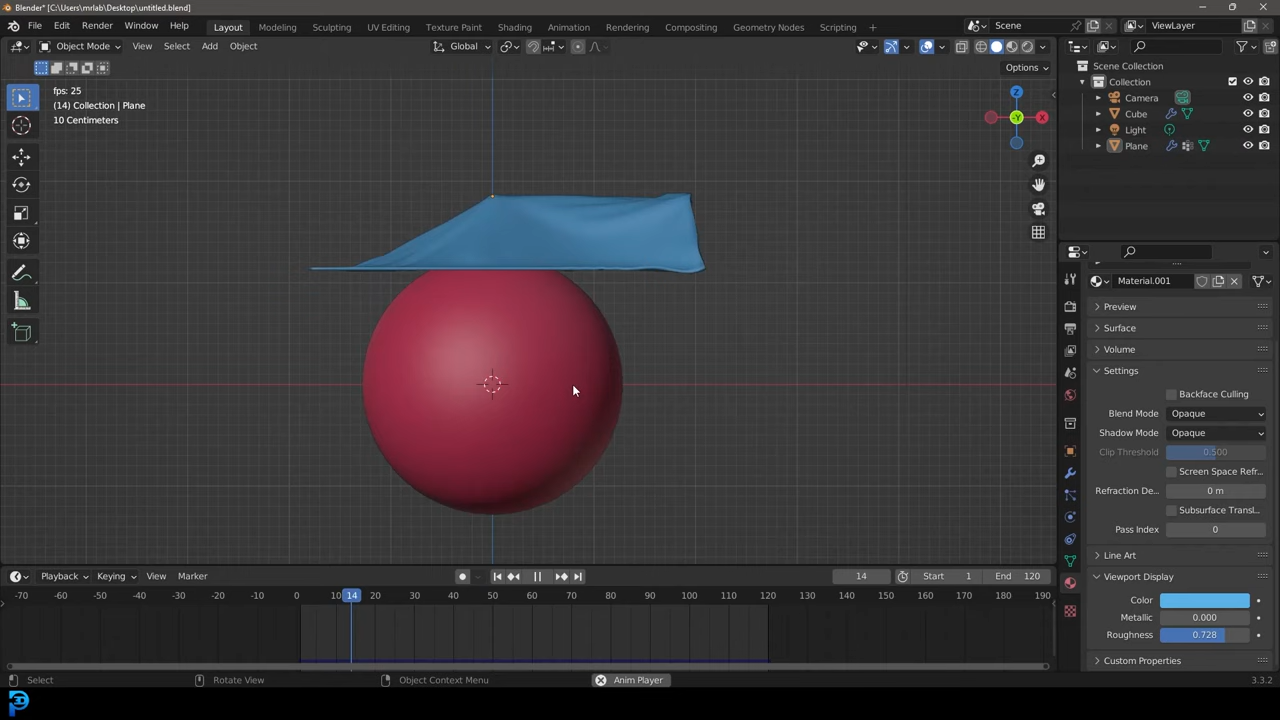 Blender* [C:\Users\mrlab\Desktop\untitled.blend]
File Edit Render Window Help Layout Modeling Sculpting UV Editing Texture Paint Shading Animation Rendering Compositing Geometry Nodes Scripting Scene ViewLayer
Object Mode View Select Add Object Global
Options
fps: 25
(14) Collection | Plane
10 Centimeters
Z
-Y
X
Scene Collection
Collection
Camera
Cube
Light
Plane
Material.001
Preview
Surface
Volume
Settings
Backface Culling
Blend Mode Opaque
Shadow Mode Opaque
Clip Threshold 0.500
Screen Space Refr...
Refraction De... 0 m
Subsurface Transl...
Pass Index 0
Line Art
Viewport Display
Color
Metallic 0.000
Roughness 0.728
Custom Properties
Playback Keying View Marker 14 Start 1 End 120
-70 -60 -50 -40 -30 -20 -10 0 10 14 20 30 40 50 60 70 80 90 100 110 120 130 140 150 160 170 180 190
Select Rotate View Object Context Menu Anim Player 3.3.2